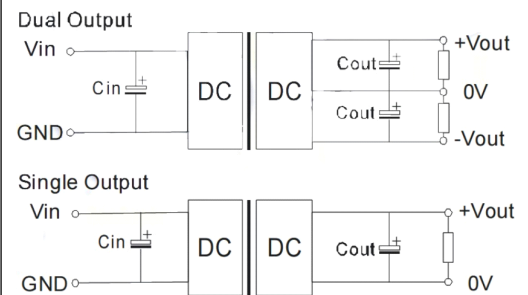 Dual Output
Vin
+Vout
Cout
+
Cin
+
DC
DC
0V
Cout
+
GND
-Vout
Single Output
Vin
+Vout
Cin
+
DC
DC
Cout
+
GND
0V